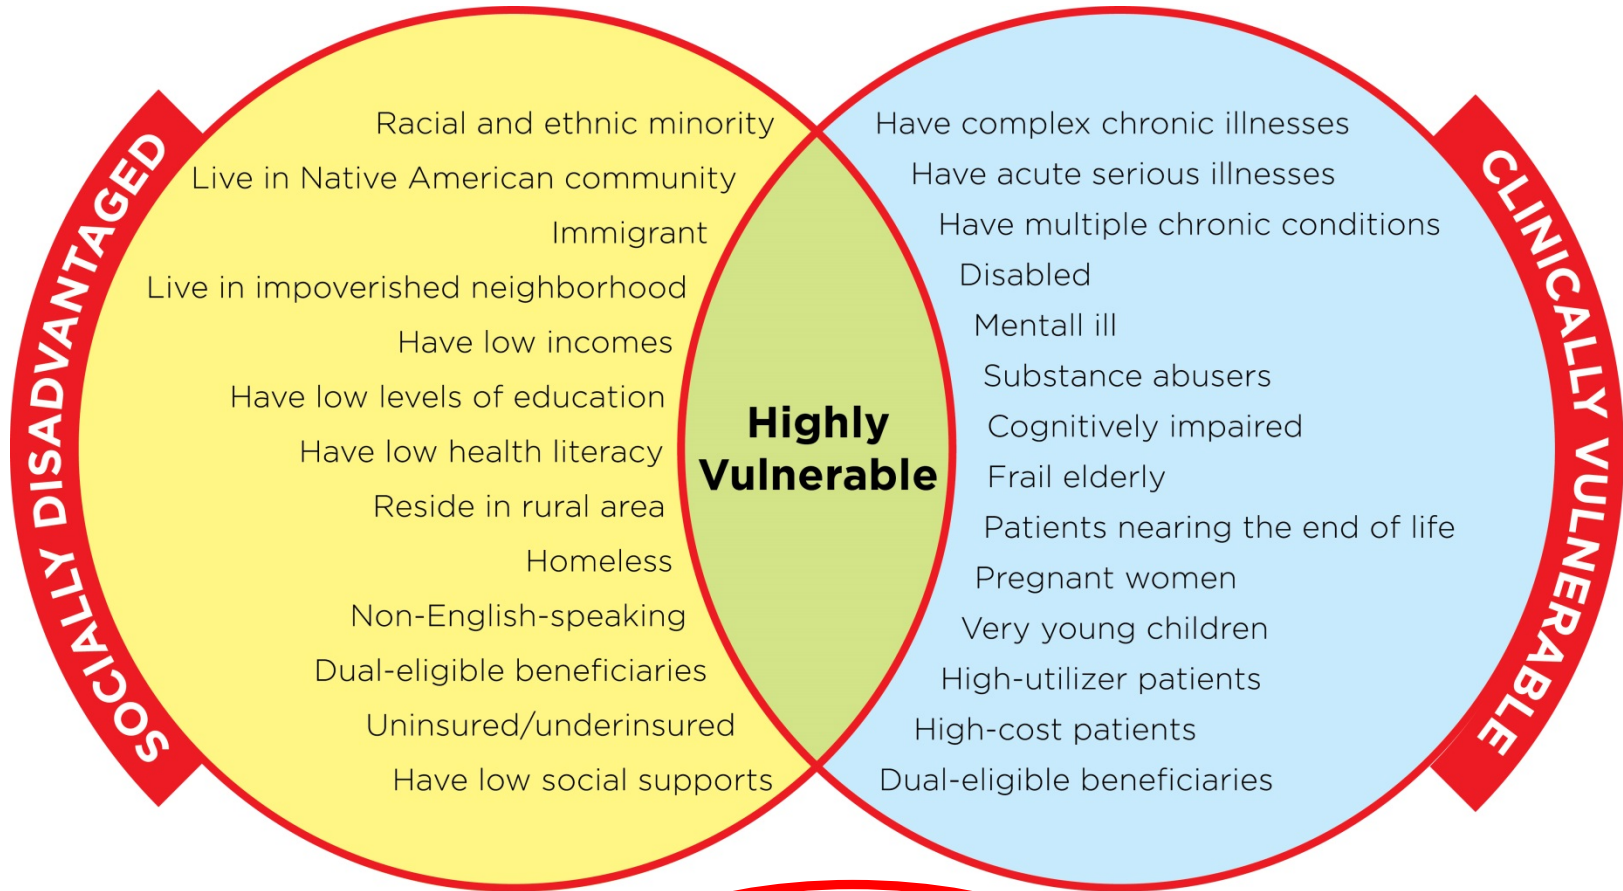 SOCIALLY DISADVANTAGED
Racial and ethnic minority
Live in Native American community
Immigrant
Live in impoverished neighborhood
Have low incomes
Have low levels of education
Have low health literacy
Reside in rural area
Homeless
Non-English-speaking
Dual-eligible beneficiaries
Uninsured/underinsured
Have low social supports
Highly
Vulnerable
Have complex chronic illnesses
Have acute serious illnesses
Have multiple chronic conditions
Disabled
Mentall ill
Substance abusers
Cognitively impaired
Frail elderly
Patients nearing the end of life
Pregnant women
Very young children
High-utilizer patients
High-cost patients
Dual-eligible beneficiaries
CLINICALLY VULNERABLE